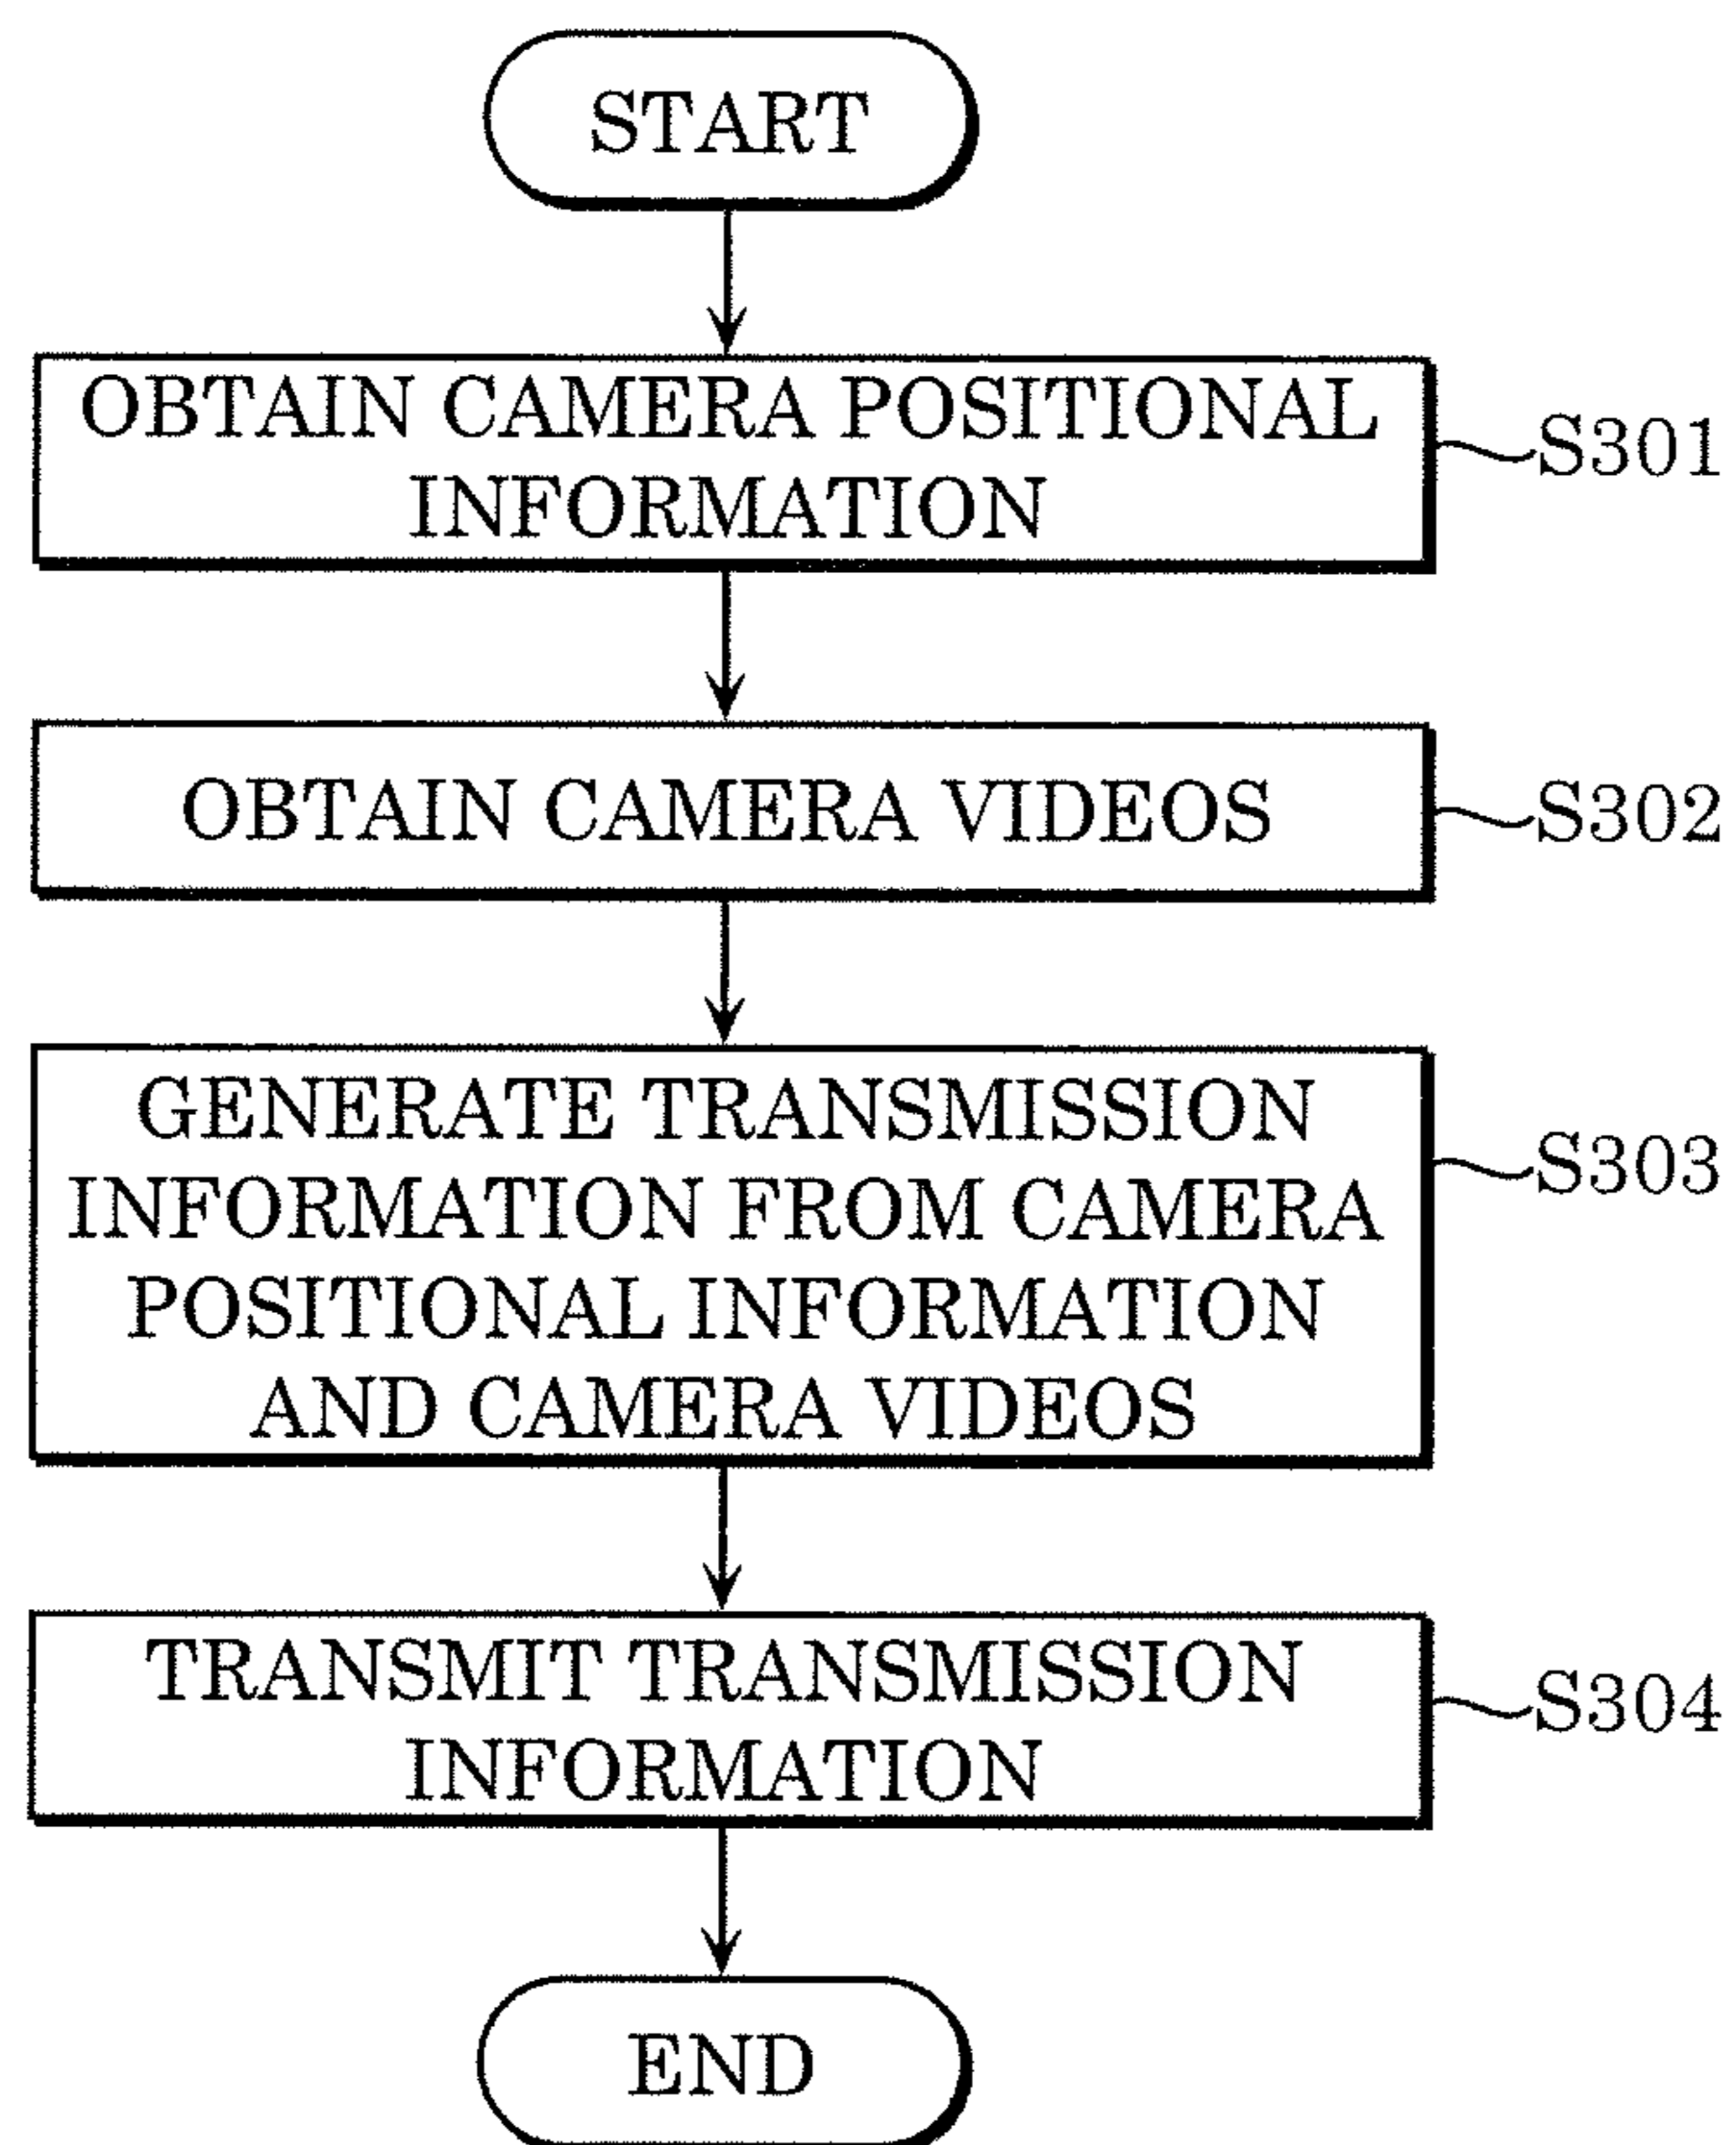 START
OBTAIN CAMERA POSITIONAL
INFORMATION
S301
OBTAIN CAMERA VIDEOS
S302
GENERATE TRANSMISSION
INFORMATION FROM CAMERA
POSITIONAL INFORMATION
AND CAMERA VIDEOS
S303
TRANSMIT TRANSMISSION
INFORMATION
S304
END